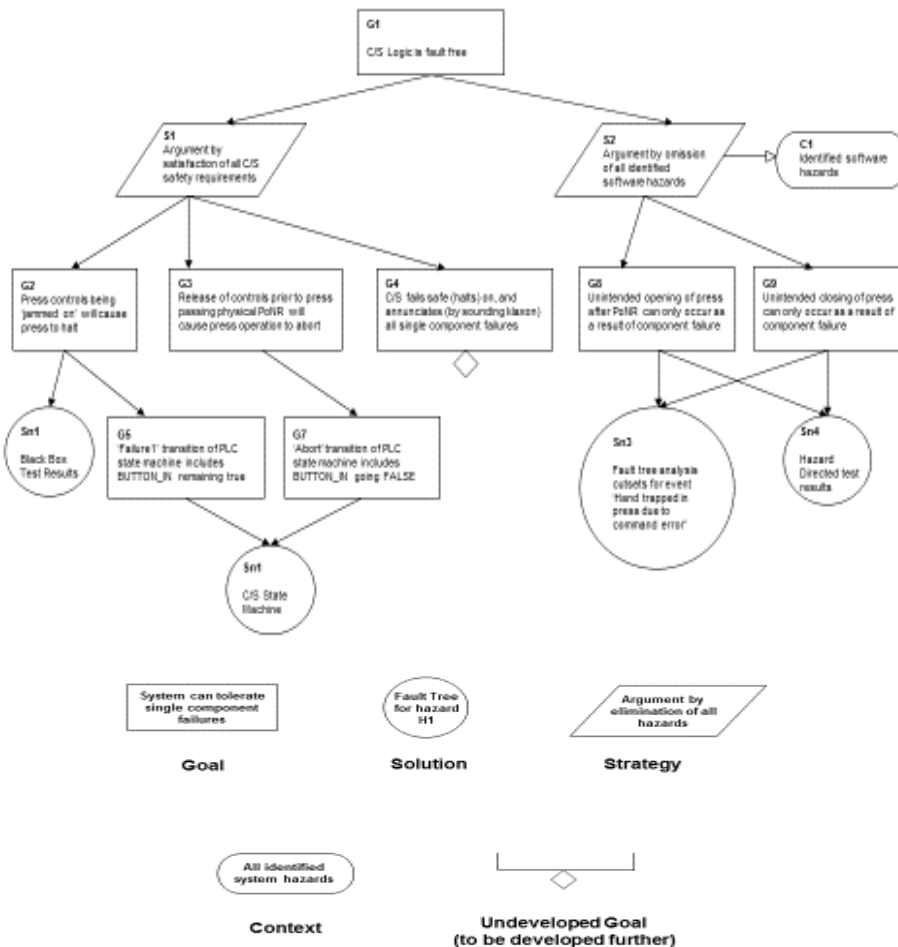 G1
C/S Logic is fault free
S1
Argument by
satisfaction of all C/S
safety requirements
S2
Argument by omission
of all identified
software hazards
C1
Identified software
hazards
G2
Press controls being
'jammed on' will cause
press to halt
G3
Release of controls prior to press
passing physical PoNR will
cause press operation to abort
G4
C/S fails safe (halts) on, and
annunciates (by sounding klaxon)
all single component failures
G8
Unintended opening of press
after PoNR can only occur as
a result of component failure
G9
Unintended closing of press
can only occur as a result of
component failure
Sn1
Black Box
Test Results
G5
'Failure1' transition of PLC
state machine includes
BUTTON_IN remaining true
G7
'Abort' transition of PLC
state machine includes
BUTTON_IN going FALSE
Sn3
Fault tree analysis
cutsets for event
'Hand trapped in
press due to
command error'
Sn4
Hazard
Directed test
results
Sn1
C/S State
Machine
System can tolerate
single component
failures
Goal
Fault Tree
for hazard
H1
Solution
Argument by
elimination of all
hazards
Strategy
All identified
system hazards
Context
Undeveloped Goal
(to be developed further)